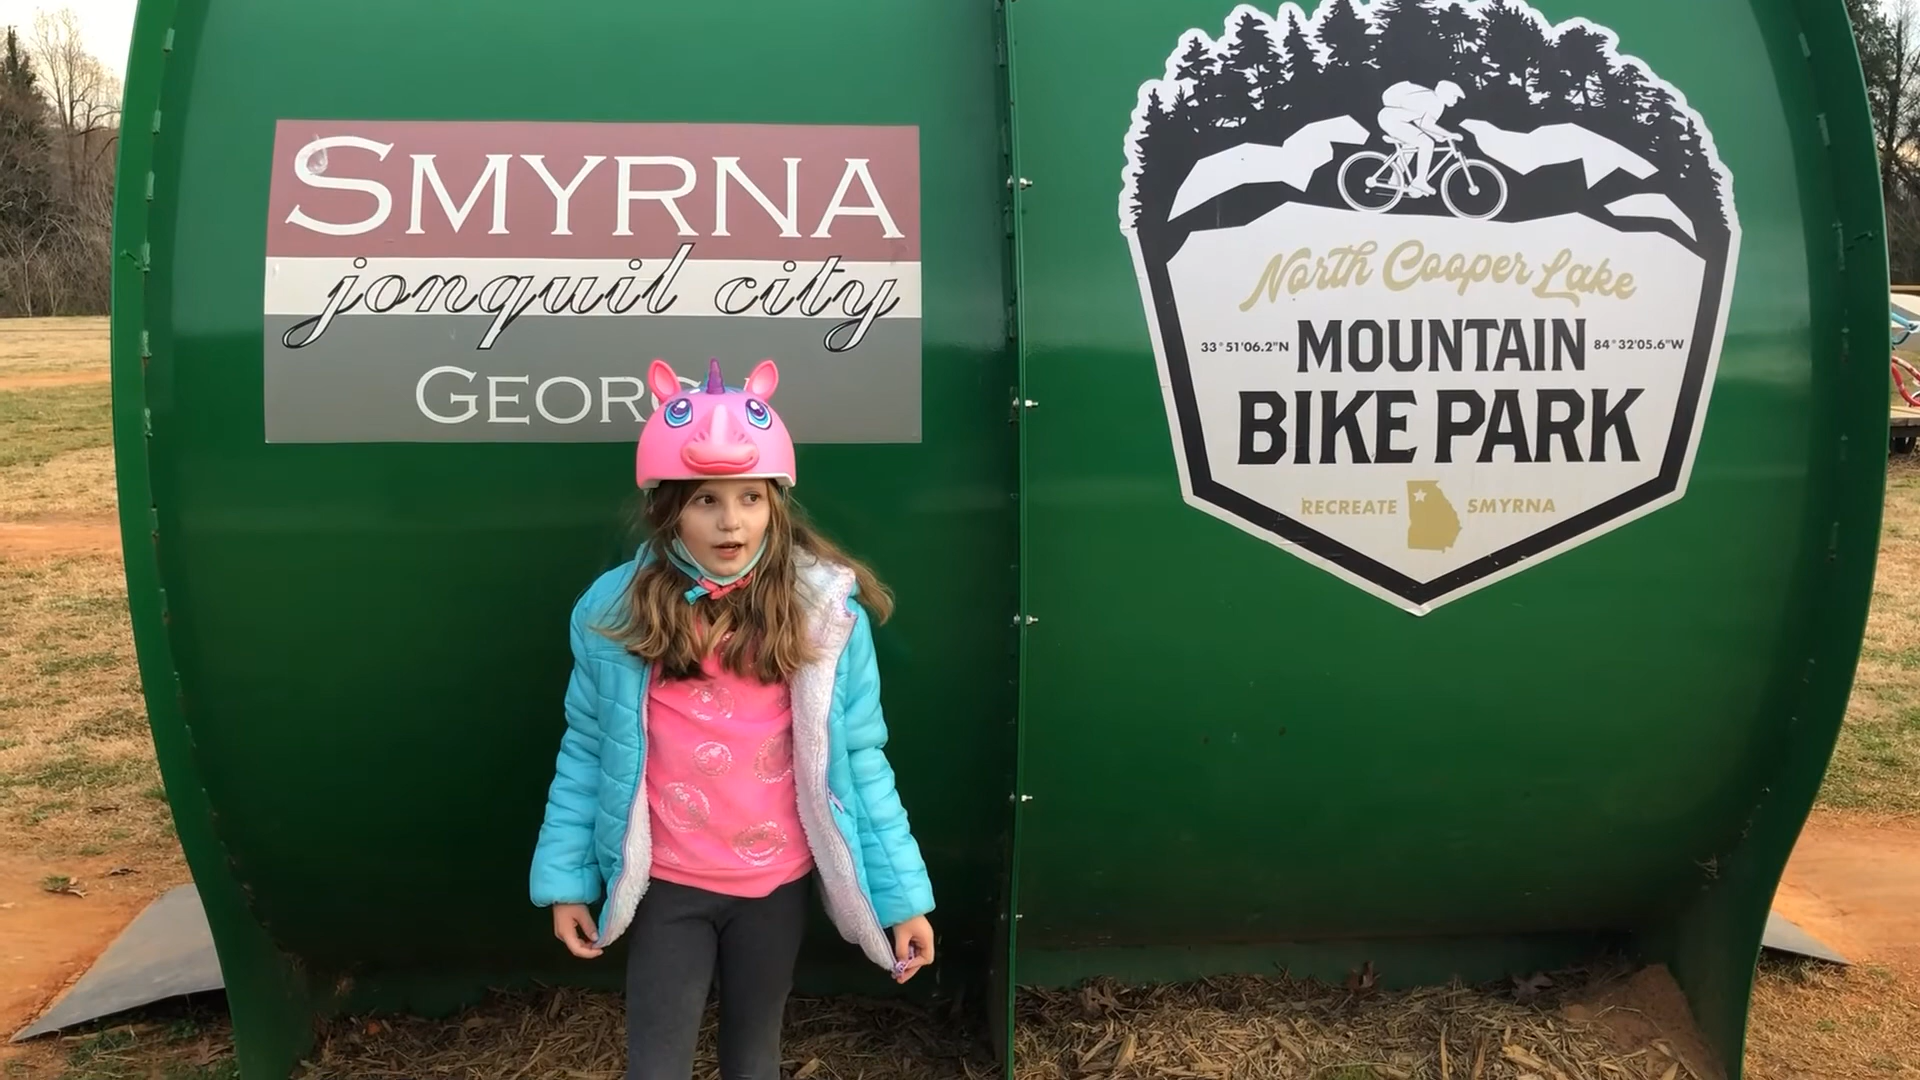 SMYRNA
jonquil city
GEOR
North Cooper Lake
33°51'06.2"N MOUNTAIN 84°32'05.6"W
BIKE PARK
RECREATE SMYRNA